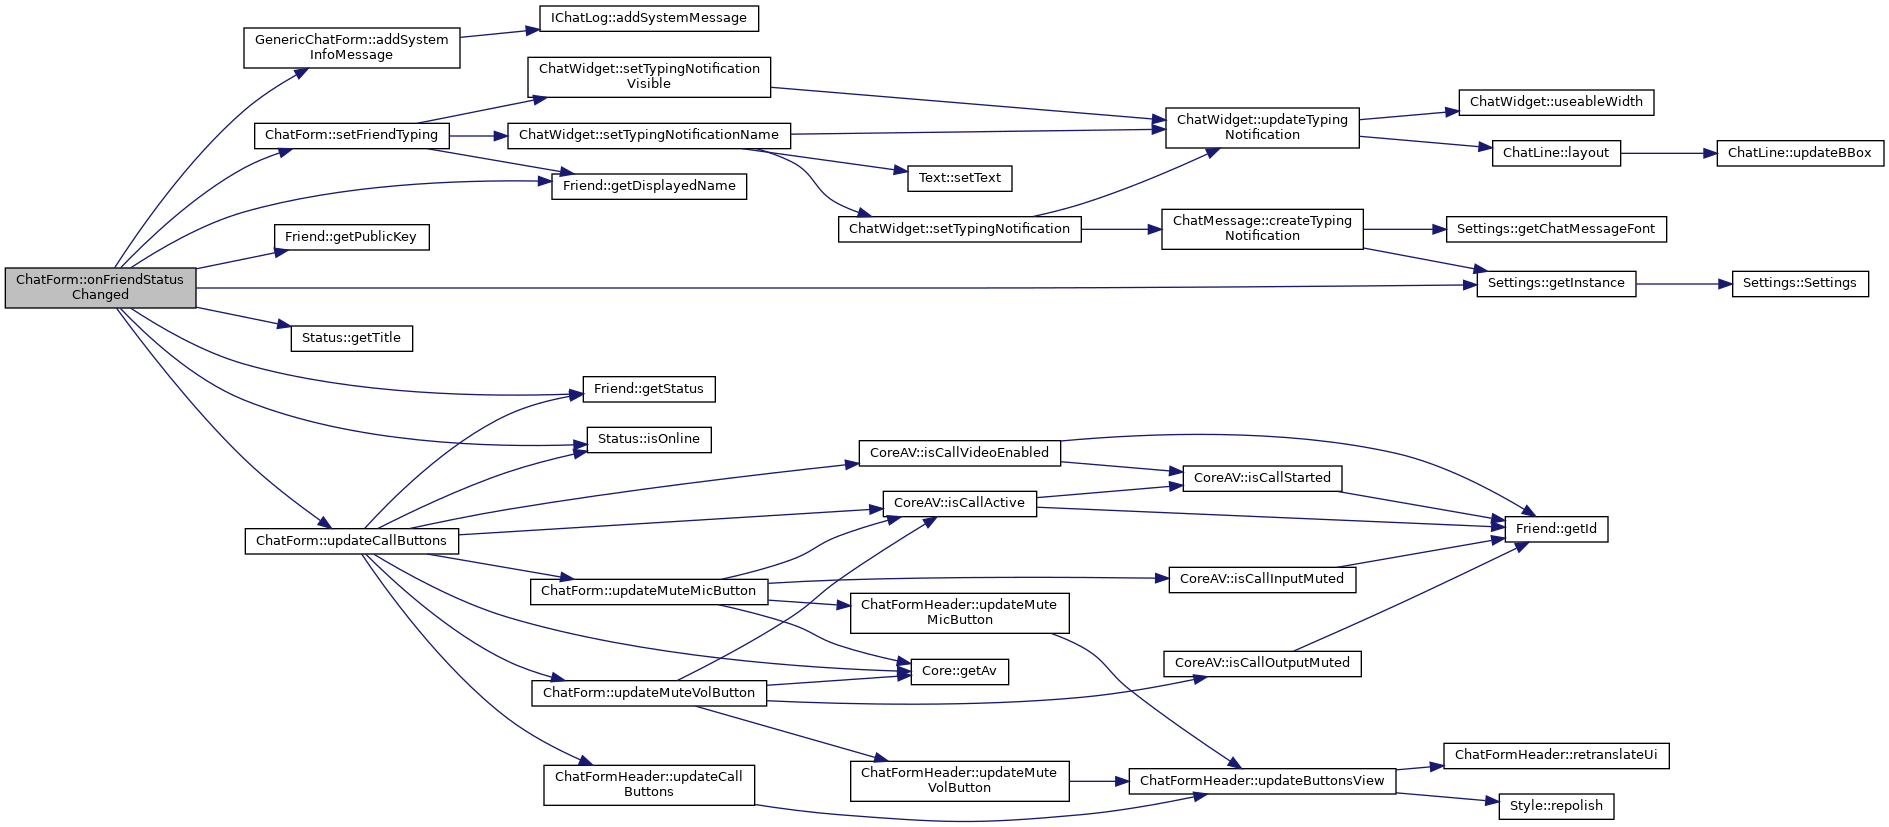 IChatLog::addSystemMessage
GenericChatForm::addSystem
InfoMessage
ChatWidget::setTypingNotification
Visible
ChatWidget::useableWidth
ChatWidget::updateTyping
Notification
ChatForm::setFriendTyping
ChatWidget::setTypingNotificationName
ChatLine::layout
ChatLine::updateBBox
Text::setText
Friend::getDisplayedName
ChatWidget::setTypingNotification
ChatMessage::createTyping
Notification
Settings::getChatMessageFont
Friend::getPublicKey
ChatForm::onFriendStatus
Changed
Settings::getInstance
Settings::Settings
Status::getTitle
Friend::getStatus
Status::isOnline
CoreAV::isCallVideoEnabled
CoreAV::isCallStarted
CoreAV::isCallActive
Friend::getId
ChatForm::updateCallButtons
CoreAV::isCallInputMuted
ChatForm::updateMuteMicButton
ChatFormHeader::updateMute
MicButton
CoreAV::isCallOutputMuted
Core::getAv
ChatForm::updateMuteVolButton
ChatFormHeader::retranslateUi
ChatFormHeader::updateCall
Buttons
ChatFormHeader::updateMute
VolButton
ChatFormHeader::updateButtonsView
Style::repolish